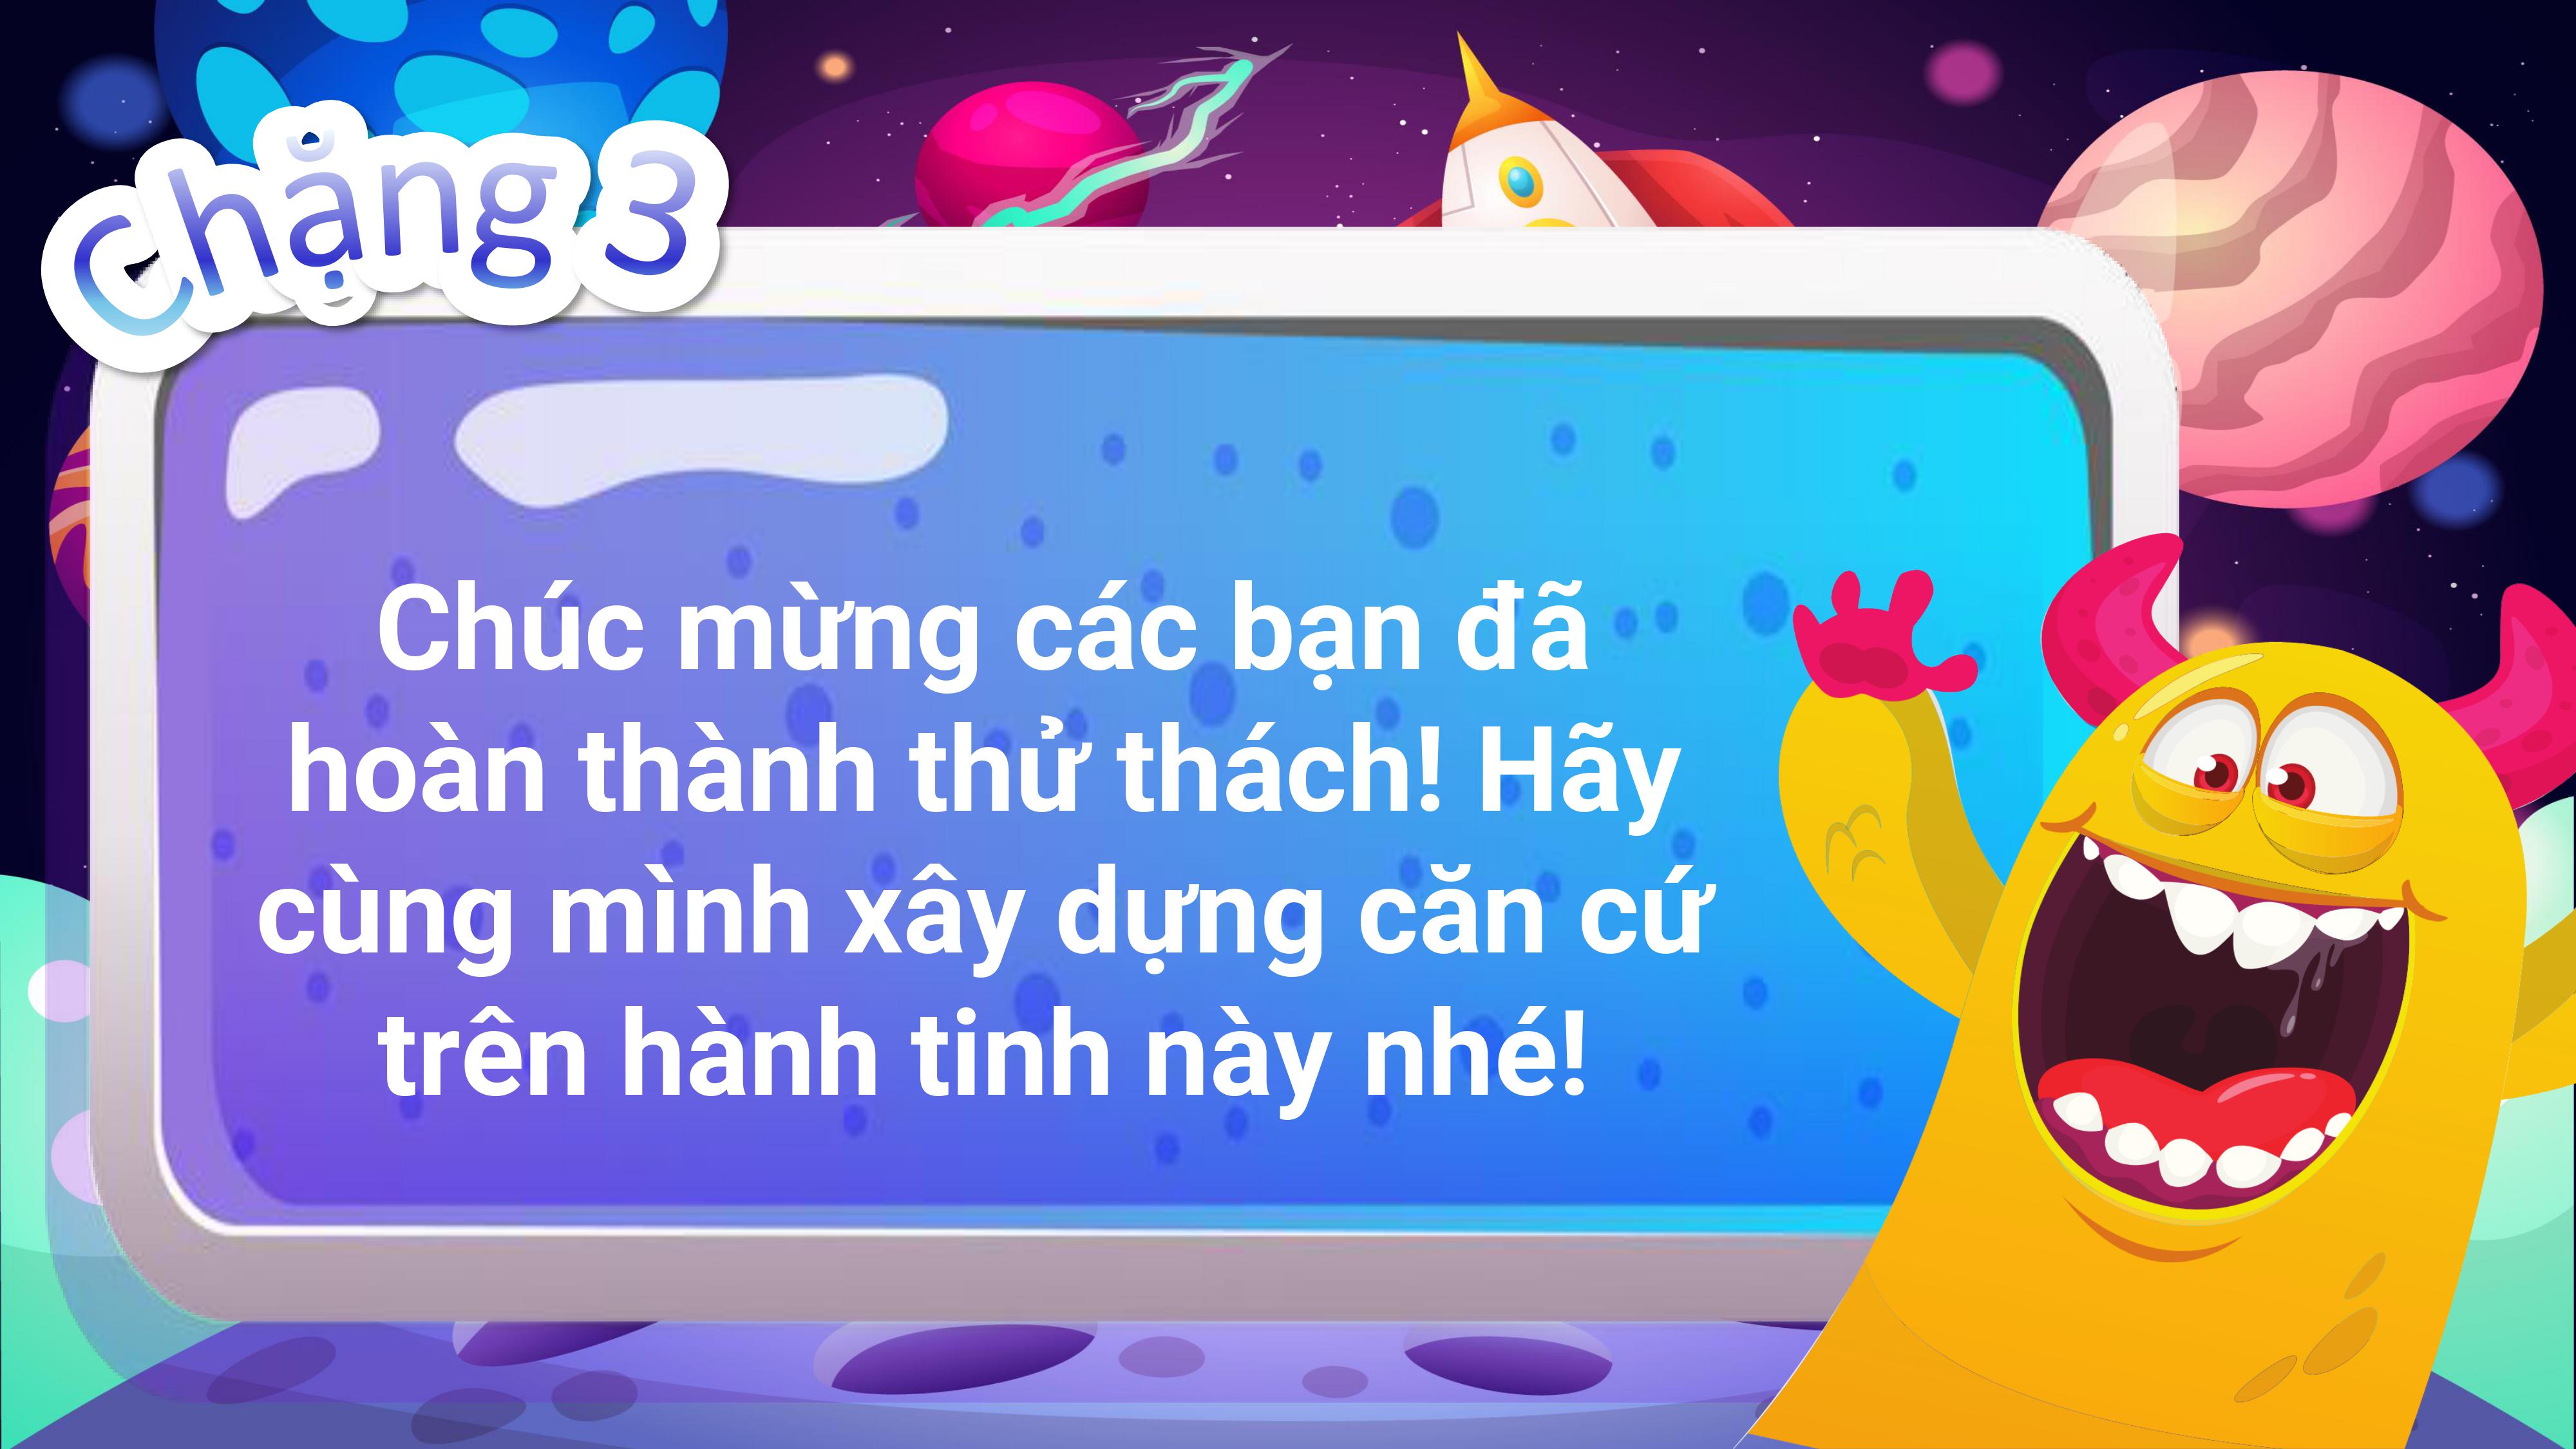 Chặng 3
Chúc mừng các bạn đã
hoàn thành thử thách! Hãy
cùng mình xây dựng căn cứ
trên hành tinh này nhé!